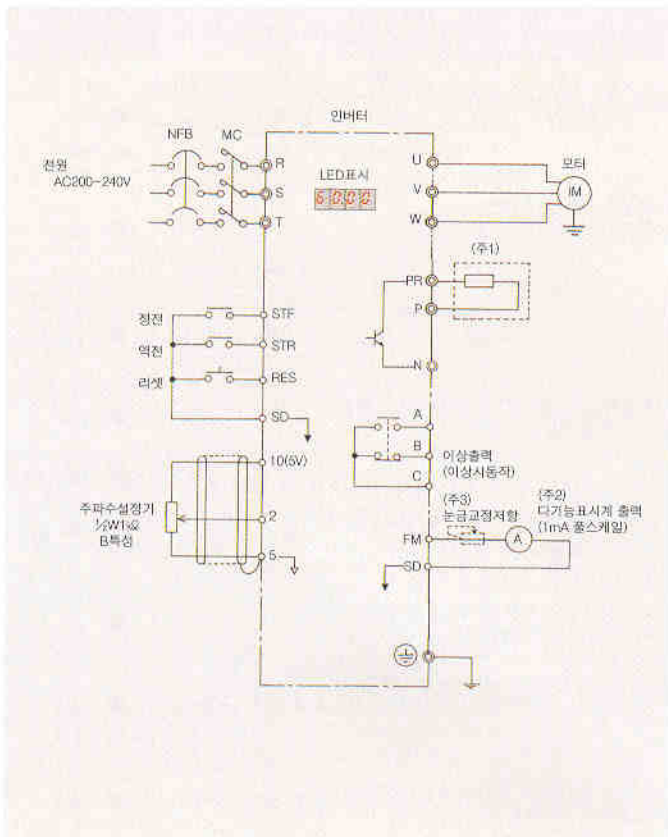 인버터
NFB
MC
전원
AC200~240V
R
S
T
LED표시
60.00
U
V
W
모터
IM
(주1)
PR
P
N
정전
역전
리셋
STF
STR
RES
SD
10(5V)
2
5
주파수설정기
½W1㏀
B특성
A
B
C
이상출력
(이상시동작)
(주3)
눈금교정저항
(주2)
다기능표시계 출력
(1mA 풀스케일)
FM
A
SD